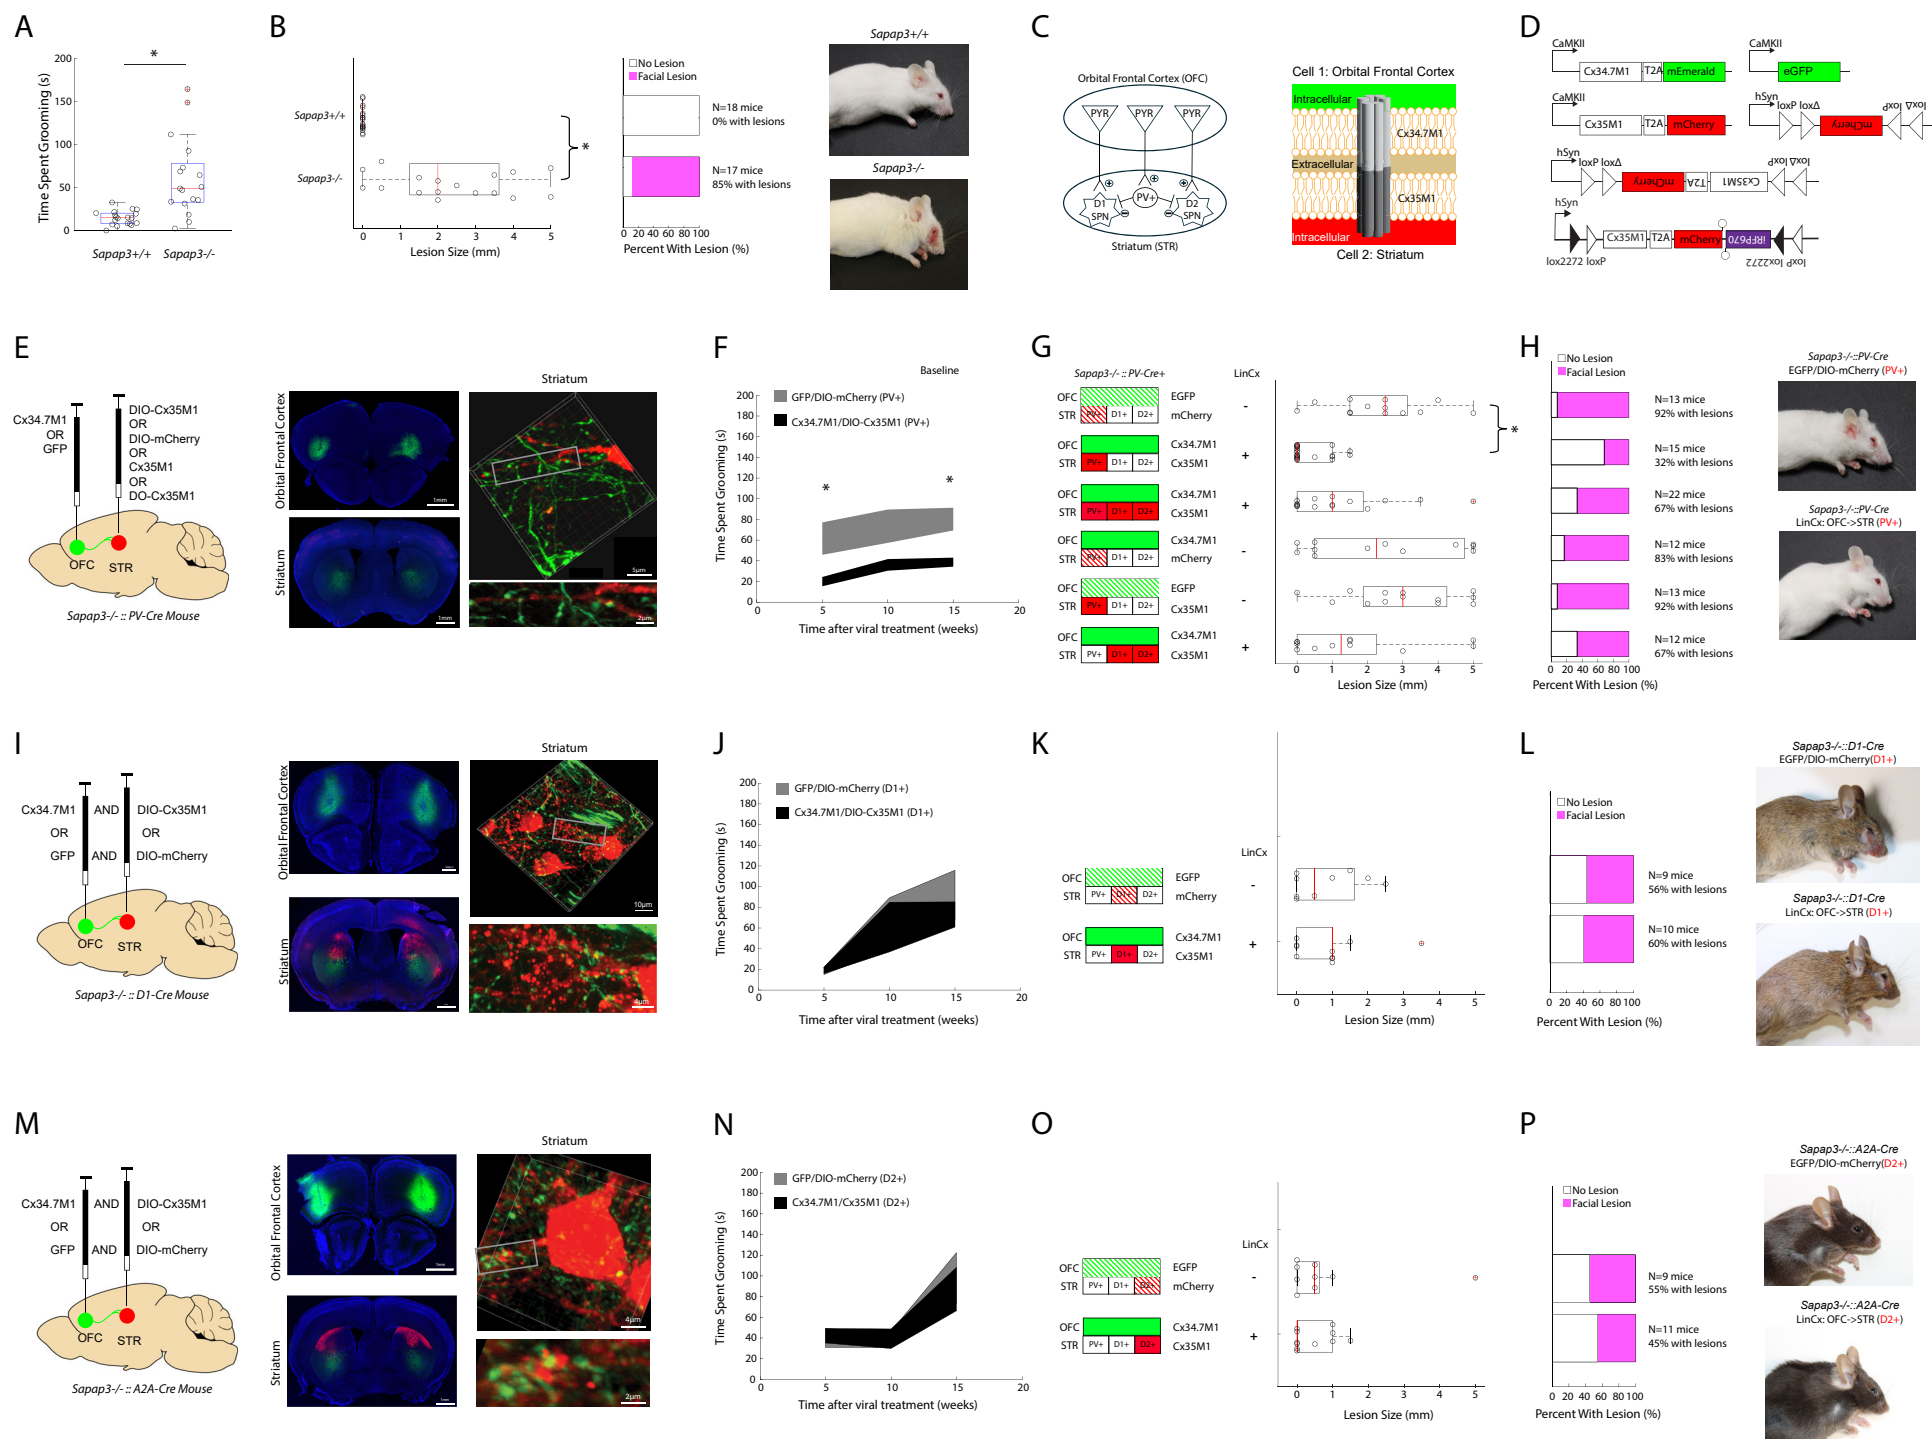 A
Time Spent Grooming (s)
200
150
100
50
0
*
Sapap3+/+
Sapap3-/-
B
No Lesion
Facial Lesion
Sapap3+/+
Sapap3-/-
*
N=18 mice
0% with lesions
N=17 mice
85% with lesions
0 1 2 3 4 5
Lesion Size (mm)
20 40 60 80 100
Percent With Lesion (%)
Sapap3+/+
Sapap3-/-
C
Orbital Frontal Cortex (OFC)
PYR PYR PYR
D1 SPN
PV+
D2 SPN
Striatum (STR)
Cell 1: Orbital Frontal Cortex
Intracellular
Cx34.7M1
Extracellular
Cx35M1
Intracellular
Cell 2: Striatum
D
CaMKII
Cx34.7M1 T2A mEmerald
CaMKII
eGFP
CaMKII
Cx35M1 T2A mCherry
hSyn
loxP loxΔ
mCherry
loxΔ loxP
hSyn
loxP loxΔ
mCherry T2A Cx35M1
loxΔ loxP
hSyn
Cx35M1 T2A mCherry iRFP670
lox2272 loxP
lox2272 loxP
E
Cx34.7M1
OR
GFP
DIO-Cx35M1
OR
DIO-mCherry
OR
Cx35M1
OR
DO-Cx35M1
OFC
STR
Sapap3-/- :: PV-Cre Mouse
Orbital Frontal Cortex
1mm
Striatum
1mm
Striatum
5μm
2μm
F
Baseline
GFP/DIO-mCherry (PV+)
Cx34.7M1/DIO-Cx35M1 (PV+)
Time Spent Grooming (s)
200
180
160
140
120
100
80
60
40
20
0
* *
0 5 10 15 20
Time after viral treatment (weeks)
G
Sapap3-/- :: PV-Cre+
LinCx
OFC EGFP
STR PV+ D1+ D2+ mCherry
-
OFC Cx34.7M1
STR PV+ D1+ D2+ Cx35M1
+
OFC Cx34.7M1
STR PV+ D1+ D2+ Cx35M1
+
OFC Cx34.7M1
STR PV+ D1+ D2+ mCherry
-
OFC EGFP
STR PV+ D1+ D2+ Cx35M1
-
OFC Cx34.7M1
STR PV+ D1+ D2+ Cx35M1
+
*
0 1 2 3 4 5
Lesion Size (mm)
H
No Lesion
Facial Lesion
N=13 mice
92% with lesions
N=15 mice
32% with lesions
N=22 mice
67% with lesions
N=12 mice
83% with lesions
N=13 mice
92% with lesions
N=12 mice
67% with lesions
0 20 40 60 80 100
Percent With Lesion (%)
Sapap3-/-::PV-Cre
EGFP/DIO-mCherry (PV+)
Sapap3-/-::PV-Cre
LinCx: OFC->STR (PV+)
I
Cx34.7M1 AND DIO-Cx35M1
OR OR
GFP AND DIO-mCherry
OFC
STR
Sapap3-/- :: D1-Cre Mouse
Orbital Frontal Cortex
Striatum
Striatum
10μm
4μm
J
GFP/DIO-mCherry (D1+)
Cx34.7M1/DIO-Cx35M1 (D1+)
Time Spent Grooming (s)
200
180
160
140
120
100
80
60
40
20
0
0 5 10 15 20
Time after viral treatment (weeks)
K
LinCx
OFC EGFP
STR PV+ D1+ D2+ mCherry
-
OFC Cx34.7M1
STR PV+ D1+ D2+ Cx35M1
+
0 1 2 3 4 5
Lesion Size (mm)
L
No Lesion
Facial Lesion
N=9 mice
56% with lesions
N=10 mice
60% with lesions
0 20 40 60 80 100
Percent With Lesion (%)
Sapap3-/-::D1-Cre
EGFP/DIO-mCherry(D1+)
Sapap3-/-::D1-Cre
LinCx: OFC->STR (D1+)
M
Cx34.7M1 AND DIO-Cx35M1
OR OR
GFP AND DIO-mCherry
OFC
STR
Sapap3-/- :: A2A-Cre Mouse
Orbital Frontal Cortex
1mm
Striatum
1mm
Striatum
4μm
2μm
N
GFP/DIO-mCherry (D2+)
Cx34.7M1/Cx35M1 (D2+)
Time Spent Grooming (s)
200
180
160
140
120
100
80
60
40
20
0
0 5 10 15 20
Time after viral treatment (weeks)
O
LinCx
OFC EGFP
STR PV+ D1+ D2+ mCherry
-
OFC Cx34.7M1
STR PV+ D1+ D2+ Cx35M1
+
0 1 2 3 4 5
Lesion Size (mm)
P
No Lesion
Facial Lesion
N=9 mice
55% with lesions
N=11 mice
45% with lesions
0 20 40 60 80 100
Percent With Lesion (%)
Sapap3-/-::A2A-Cre
EGFP/DIO-mCherry(D2+)
Sapap3-/-::A2A-Cre
LinCx: OFC->STR (D2+)